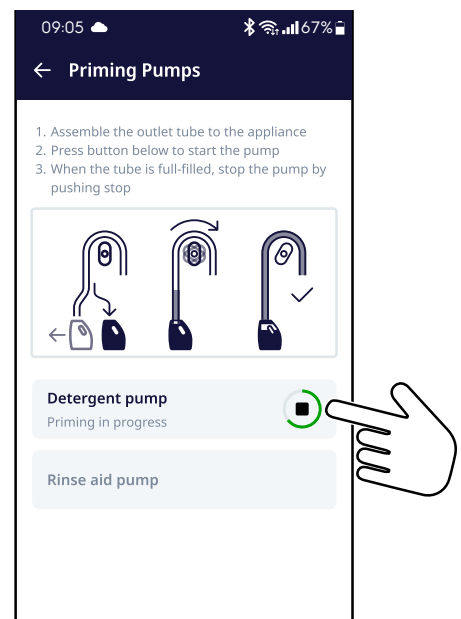 09:05 67%
Priming Pumps
1. Assemble the outlet tube to the appliance
2. Press button below to start the pump
3. When the tube is full-filled, stop the pump by
pushing stop
Detergent pump
Priming in progress
Rinse aid pump